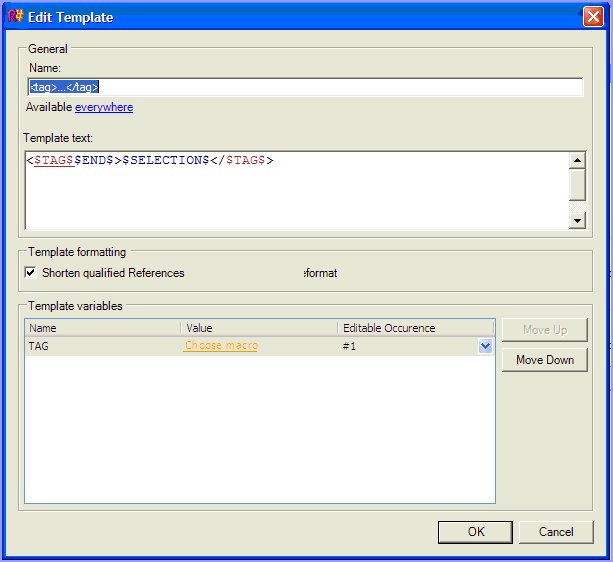 Edit Template
General
Name:
<tag>...</tag>
Available everywhere
Template text:
<$TAG$$END$>$SELECTION$</$TAG$>
Template formatting
Shorten qualified References
Template variables
Name Value Editable Occurence
TAG Choose macro #1
Move Up
Move Down
OK Cancel